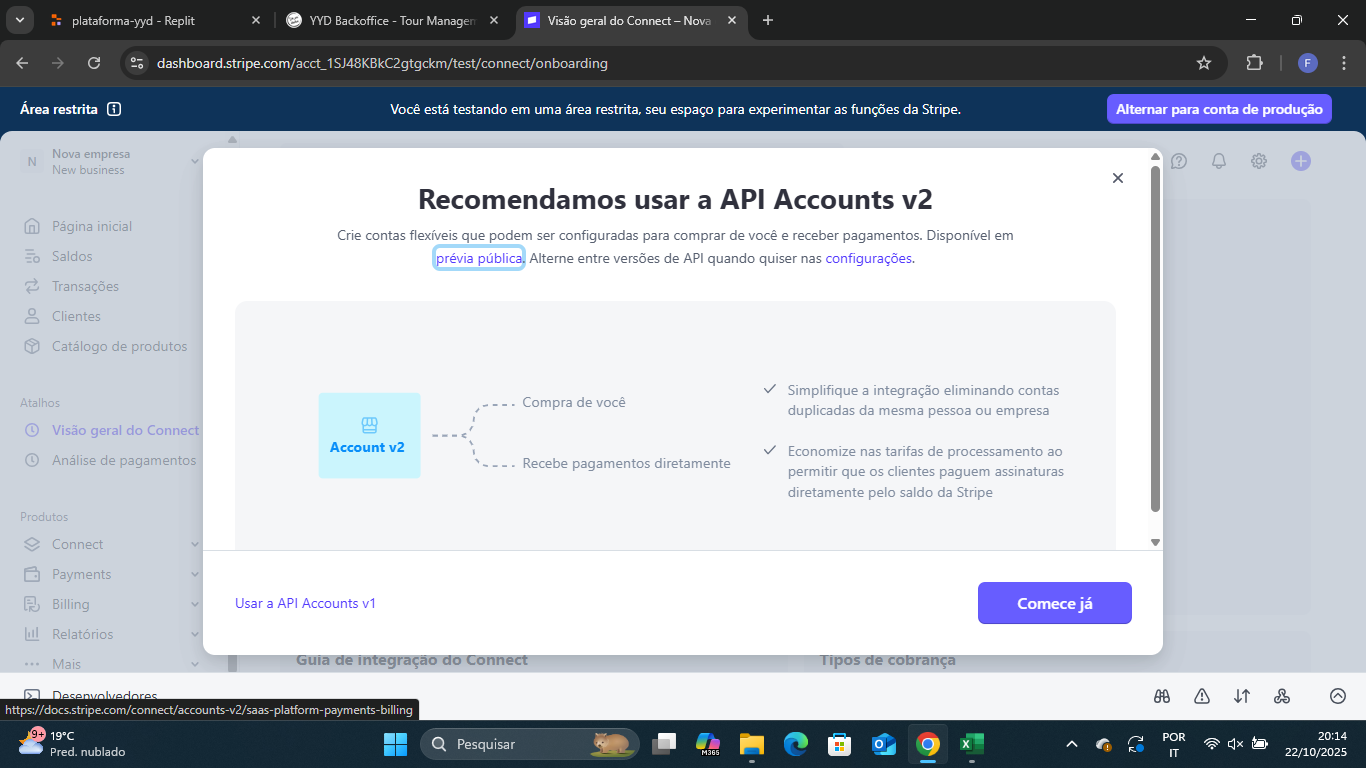 plataforma-yyd - Replit
YYD Backoffice - Tour Managem
Visão geral do Connect – Nova
dashboard.stripe.com/acct_1SJ48KBkC2gtgckm/test/connect/onboarding
F
Área restrita
Você está testando em uma área restrita, seu espaço para experimentar as funções da Stripe.
Alternar para conta de produção
N
Nova empresa
New business
Página inicial
Saldos
Transações
Clientes
Catálogo de produtos
Atalhos
Visão geral do Connect
Análise de pagamentos
Produtos
Connect
Payments
Billing
Relatórios
Mais
Desenvolvedores
Recomendamos usar a API Accounts v2
Crie contas flexíveis que podem ser configuradas para comprar de você e receber pagamentos. Disponível em
prévia pública. Alterne entre versões de API quando quiser nas configurações.
Account v2
Compra de você
Recebe pagamentos diretamente
Simplifique a integração eliminando contas
duplicadas da mesma pessoa ou empresa
Economize nas tarifas de processamento ao
permitir que os clientes paguem assinaturas
diretamente pelo saldo da Stripe
Usar a API Accounts v1
Comece já
Guia de integração do Connect
Tipos de cobrança
https://docs.stripe.com/connect/accounts-v2/saas-platform-payments-billing
9+
19°C
Pred. nublado
Pesquisar
M365
POR
IT
20:14
22/10/2025